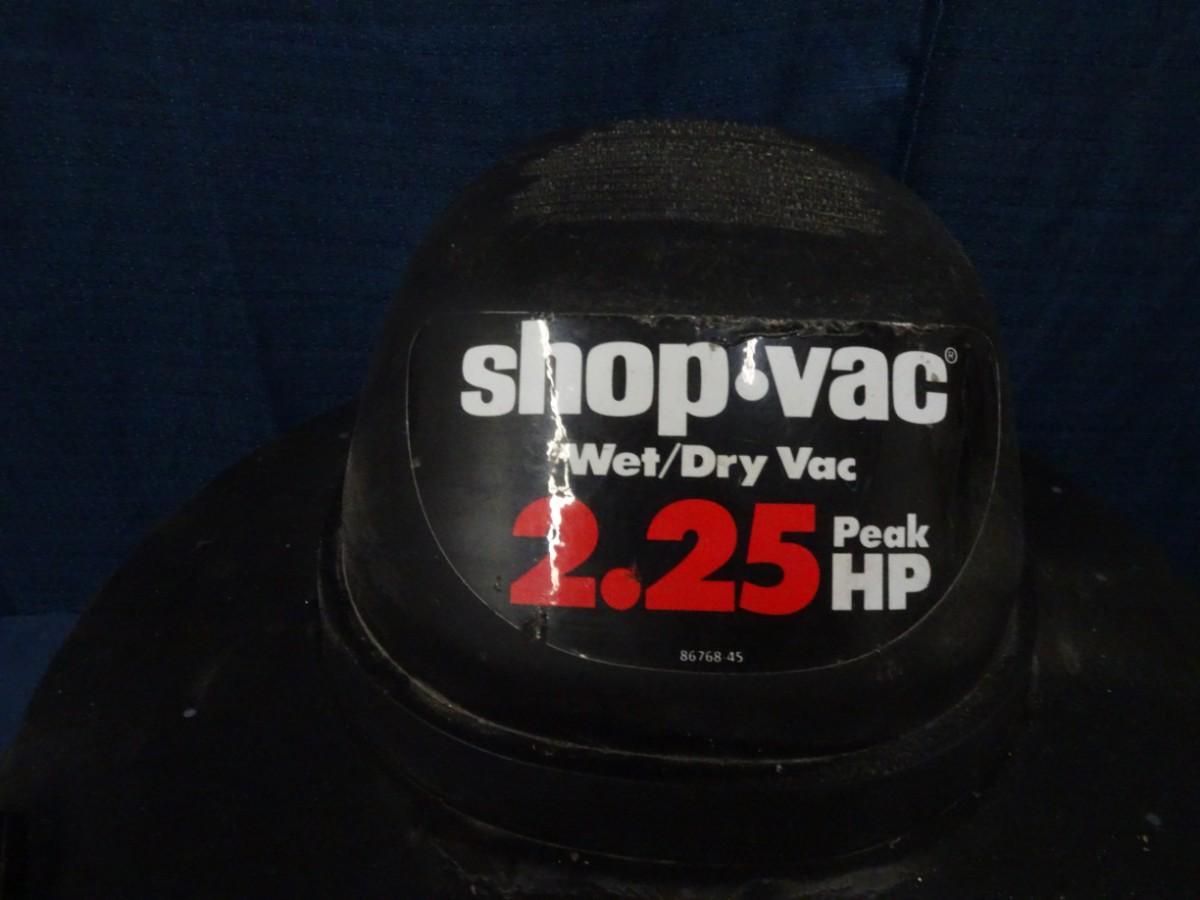 shop·vac®
Wet/Dry Vac
2.25 Peak HP
86768-45